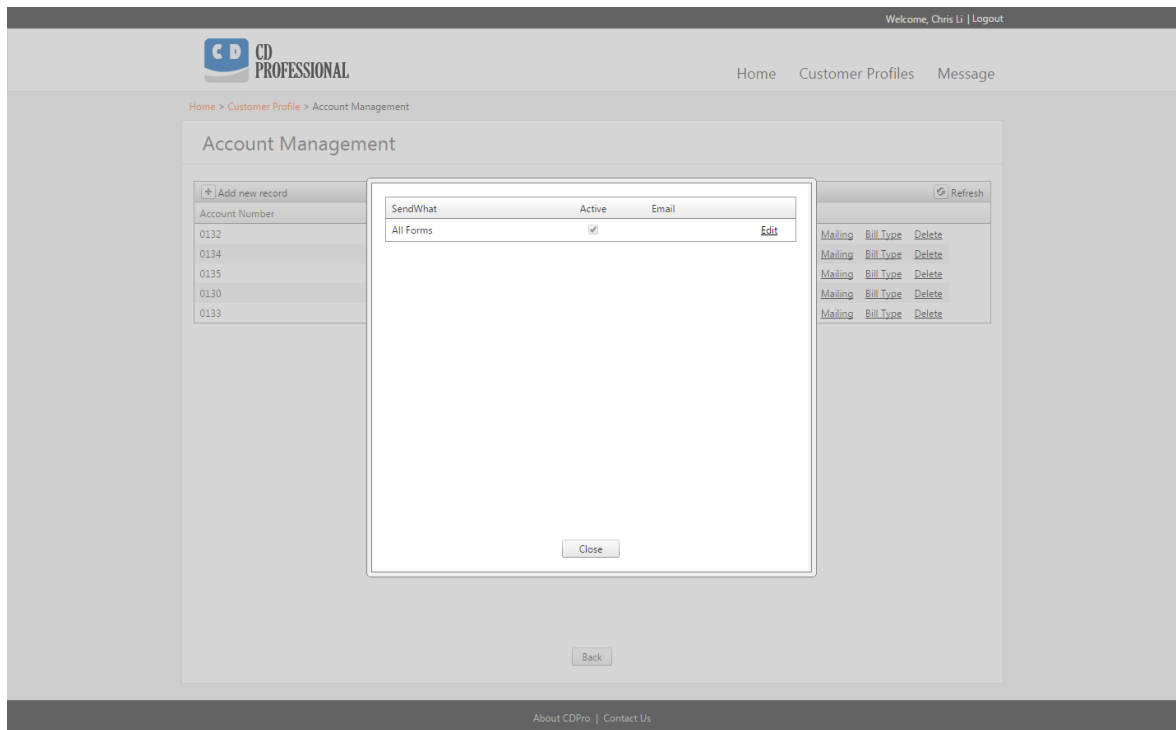 Welcome, Chris Li | Logout
CD
CD
PROFESSIONAL
Home Customer Profiles Message
Home > Customer Profile > Account Management
Account Management
Add new record Refresh
Account Number
0132 Mailing Bill Type Delete
0134 Mailing Bill Type Delete
0135 Mailing Bill Type Delete
0130 Mailing Bill Type Delete
0133 Mailing Bill Type Delete
SendWhat Active Email
All Forms Edit
Close
Back
About CDPro | Contact Us